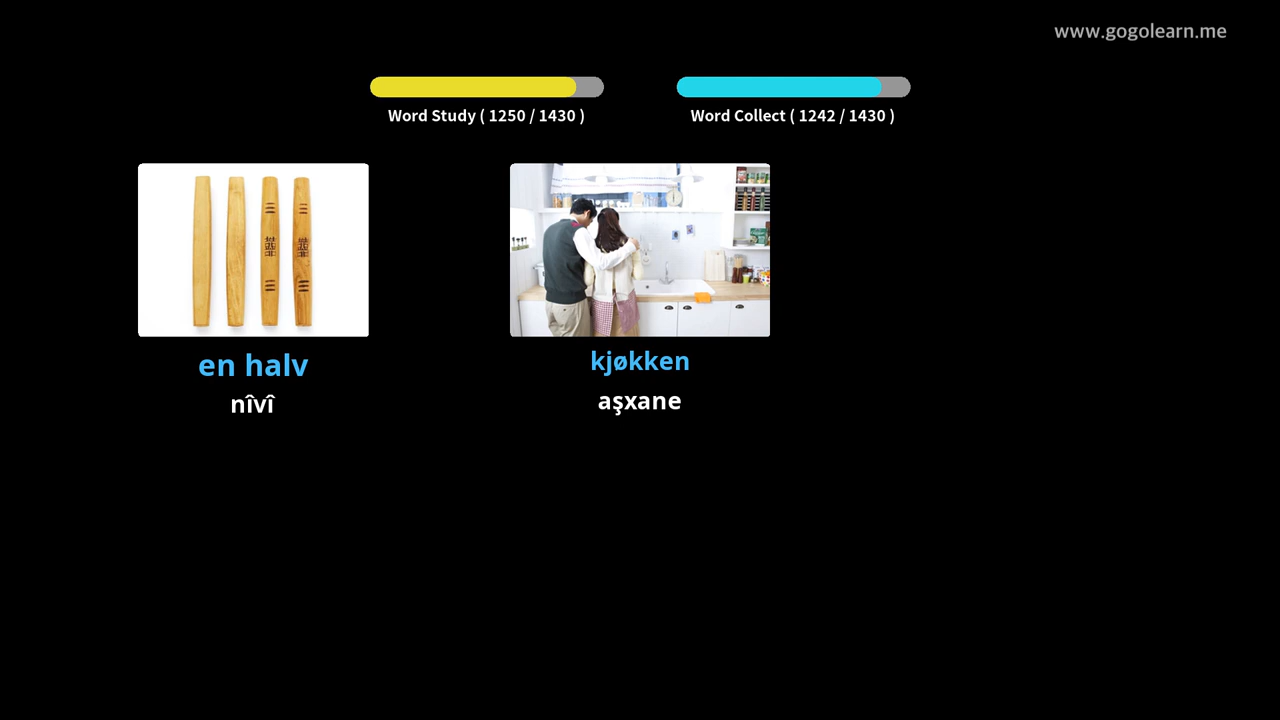 www.gogolearn.me
Word Study ( 1250 / 1430 )
Word Collect ( 1242 / 1430 )
en halv
nîvî
kjøkken
aşxane